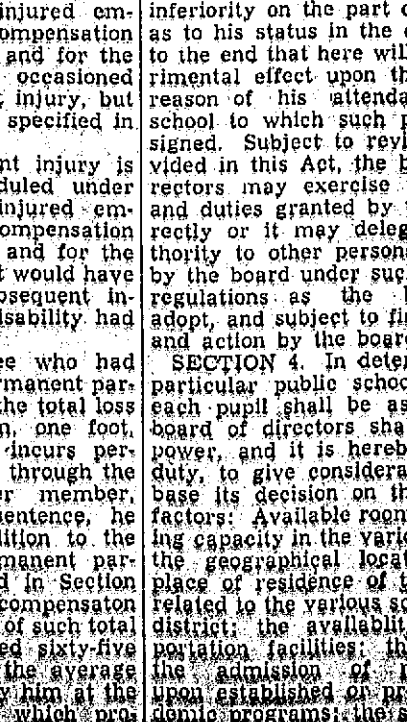 injured em-
ompensation
and for the
occasioned
injury, but
specified in
nt injury is
duled under
injured em-
ompensation
and for the
t would have
bsequent in-
isability had
ee who had
rmanent par-
the total loss
m, one foot,
incurs per-
through the
er member,
sentence, he
dition to the
manent par-
d in Section
compensaton
of such total
ed sixty-five
the average
y him at the
which pro-
inferiority on the part o
as to his status in the
to the end that here will
rimental effect upon th
reason of his attenda
school to which such p
signed. Subject to revi
vided in this Act, the b
rectors may exercise
and duties granted by
rectly or it may deleg
thority to other person
by the board under suc
regulations as the
adopt, and subject to fi
and action by the boar
SECTION 4. In deter
particular public schoo
each pupil shall be as
board of directors sha
power, and it is hereb
duty, to give considera
base its decision on th
factors: Available room
ing capacity in the vario
the geographical locat
place of residence of t
related to the various sc
district; the availablit
portation facilities; th
the admission of
upon established or pr
demic programs; the s